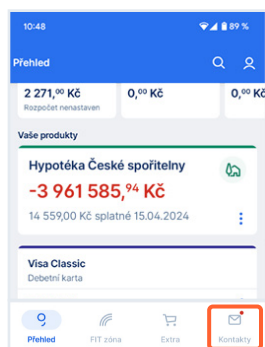 10:48 89 %
Přehled
2 271,00 Kč 0,00 Kč 0,00 Kč
Rozpočet nenastaven
Vaše produkty
Hypotéka České spořitelny
-3 961 585,94 Kč
14 559,00 Kč splatné 15.04.2024
Visa Classic
Debetní karta
Přehled FIT zóna Extra Kontakty